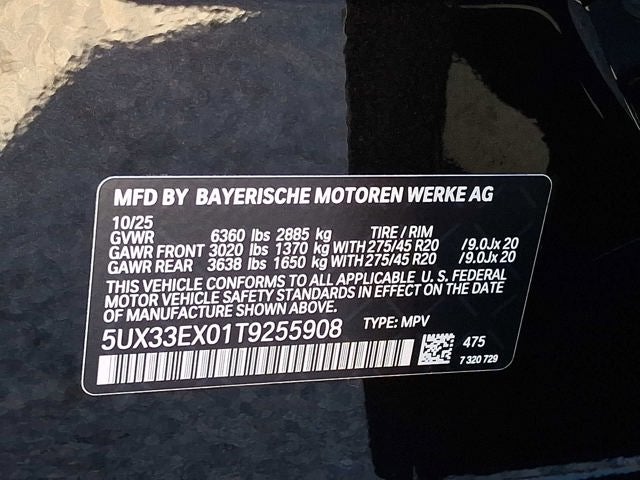 MFD BY BAYERISCHE MOTOREN WERKE AG
10/25
GVWR 6360 lbs 2885 kg TIRE / RIM
GAWR FRONT 3020 lbs 1370 kg WITH 275/45 R20 /9.0Jx 20
GAWR REAR 3638 lbs 1650 kg WITH 275/45 R20 /9.0Jx 20
THIS VEHICLE CONFORMS TO ALL APPLICABLE U. S. FEDERAL
MOTOR VEHICLE SAFETY STANDARDS IN EFFECT ON THE DATE
OF MANUFACTURE SHOWN ABOVE.
5UX33EX01T9255908 TYPE: MPV
475
7 320 729